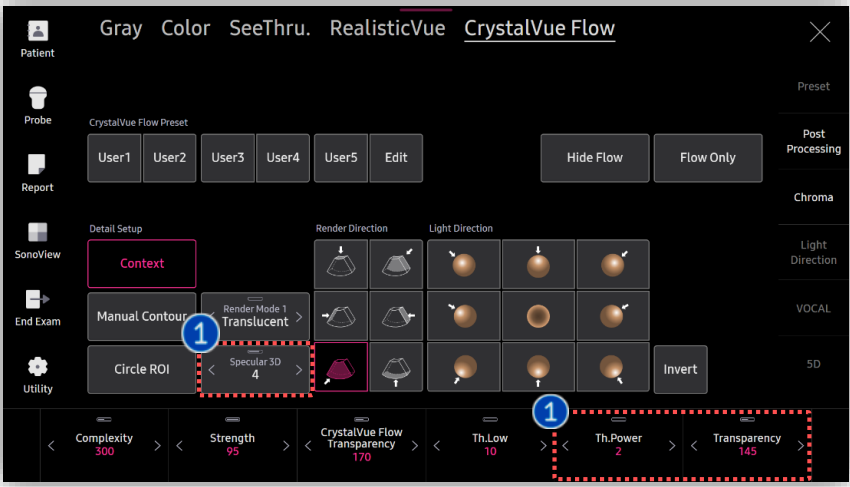 Gray Color SeeThru. RealisticVue CrystalVue Flow
Patient
Probe
Report
SonoView
End Exam
Utility
CrystalVue Flow Preset
User1 User2 User3 User4 User5 Edit Hide Flow Flow Only
Detail Setup Render Direction Light Direction
Context
Manual Contour
Render Mode 1
Translucent
1
Circle ROI
Specular 3D
4
Invert
Preset
Post
Processing
Chroma
Light
Direction
VOCAL
5D
1
Complexity
300
Strength
95
CrystalVue Flow
Transparency
170
Th.Low
10
Th.Power
2
Transparency
145